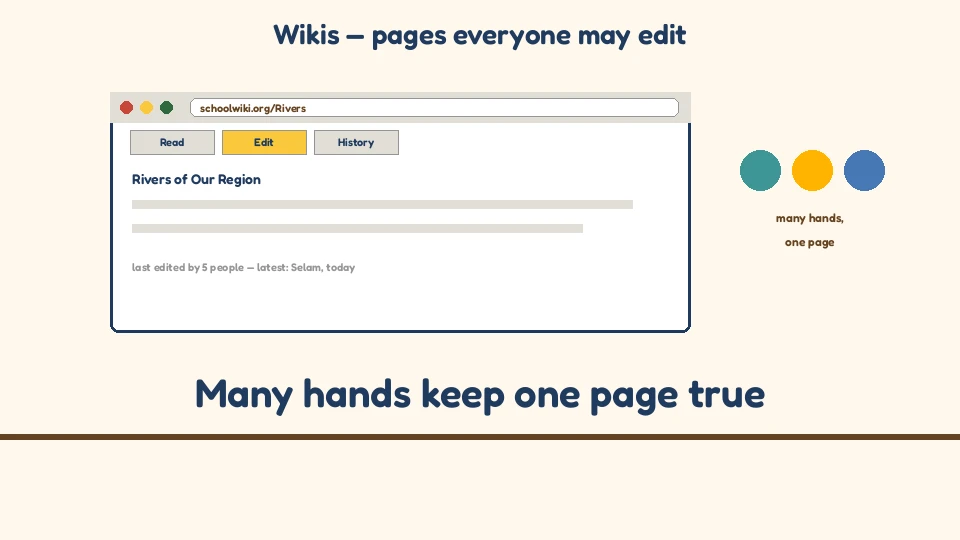 Wikis — pages everyone may edit
schoolwiki.org/Rivers
Read
Edit
History
Rivers of Our Region
last edited by 5 people — latest: Selam, today
many hands,
one page
Many hands keep one page true